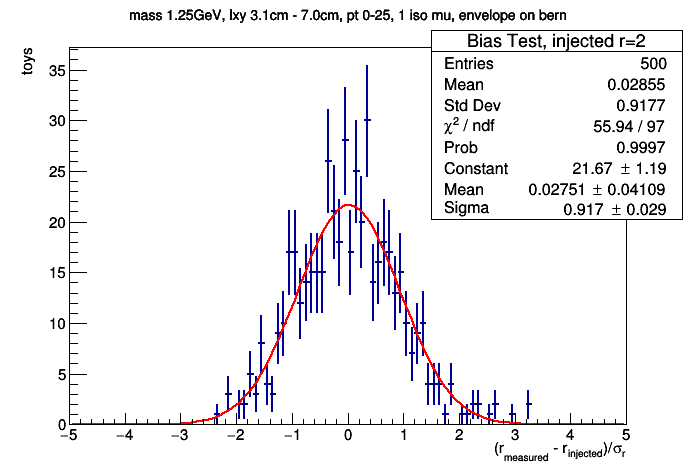 mass 1.25GeV, lxy 3.1cm - 7.0cm, pt 0-25, 1 iso mu, envelope on bern
toys
Bias Test, injected r=2
Entries 500
Mean 0.02855
Std Dev 0.9177
χ² / ndf 55.94 / 97
Prob 0.9997
Constant 21.67 ± 1.19
Mean 0.02751 ± 0.04109
Sigma 0.917 ± 0.029
35
30
25
20
15
10
5
0
−5 −4 −3 −2 −1 0 1 2 3 4 5
(r_measured - r_injected)/σ_r